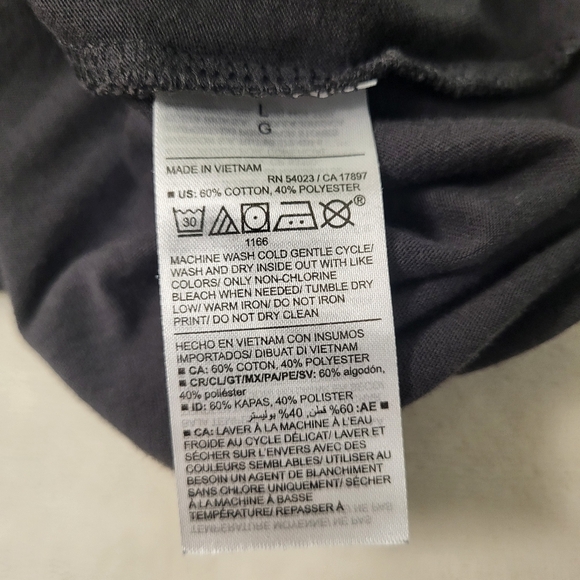 L
G
MADE IN VIETNAM
RN 54023 / CA 17897
■ US: 60% COTTON, 40% POLYESTER
30
®
1166
MACHINE WASH COLD GENTLE CYCLE/
WASH AND DRY INSIDE OUT WITH LIKE
COLORS/ ONLY NON-CHLORINE
BLEACH WHEN NEEDED/ TUMBLE DRY
LOW/ WARM IRON/ DO NOT IRON
PRINT/ DO NOT DRY CLEAN
HECHO EN VIETNAM CON INSUMOS
IMPORTADOS/ DIBUAT DI VIETNAM
■ CA: 60% COTON, 40% POLYESTER
■ CR/CL/GT/MX/PA/PE/SV: 60% algodón,
40% poliéster
■ ID: 60% KAPAS, 40% POLISTER
■ AE: 60% قطن, 40% بوليستر
■ CA: LAVER À LA MACHINE À L'EAU
FROIDE AU CYCLE DÉLICAT/ LAVER ET
SÉCHER SUR L'ENVERS AVEC DES
COULEURS SEMBLABLES/ UTILISER AU
BESOIN UN AGENT DE BLANCHIMENT
SANS CHLORE UNIQUEMENT/ SÉCHER
À LA MACHINE À BASSE
TEMPÉRATURE/ REPASSER À